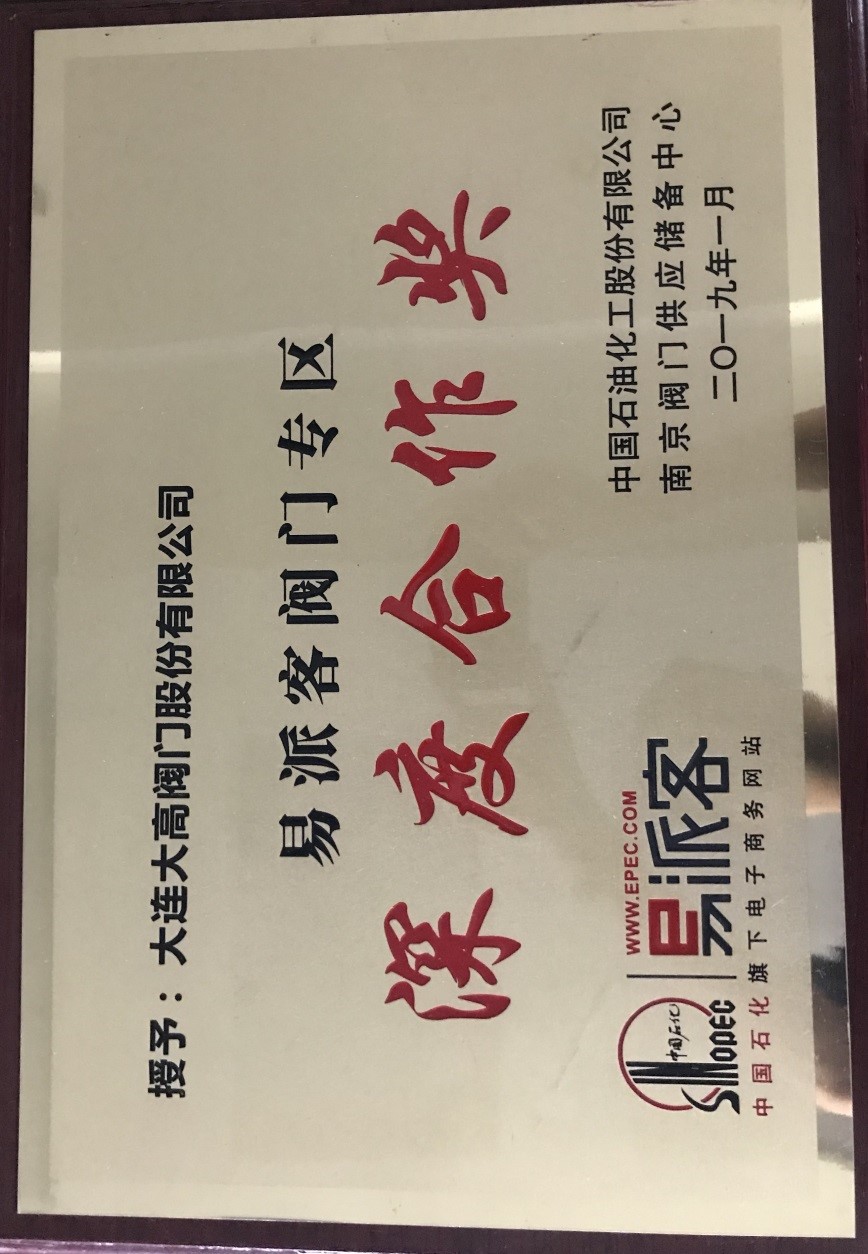 授予：大连大高阀门股份有限公司
易派客阀门专区
深度合作奖
中国石油化工股份有限公司
南京阀门供应储备中心
二〇一九年一月
中国石化
SINOPEC
WWW.EPEC.COM
易派客
中国石化旗下电子商务网站